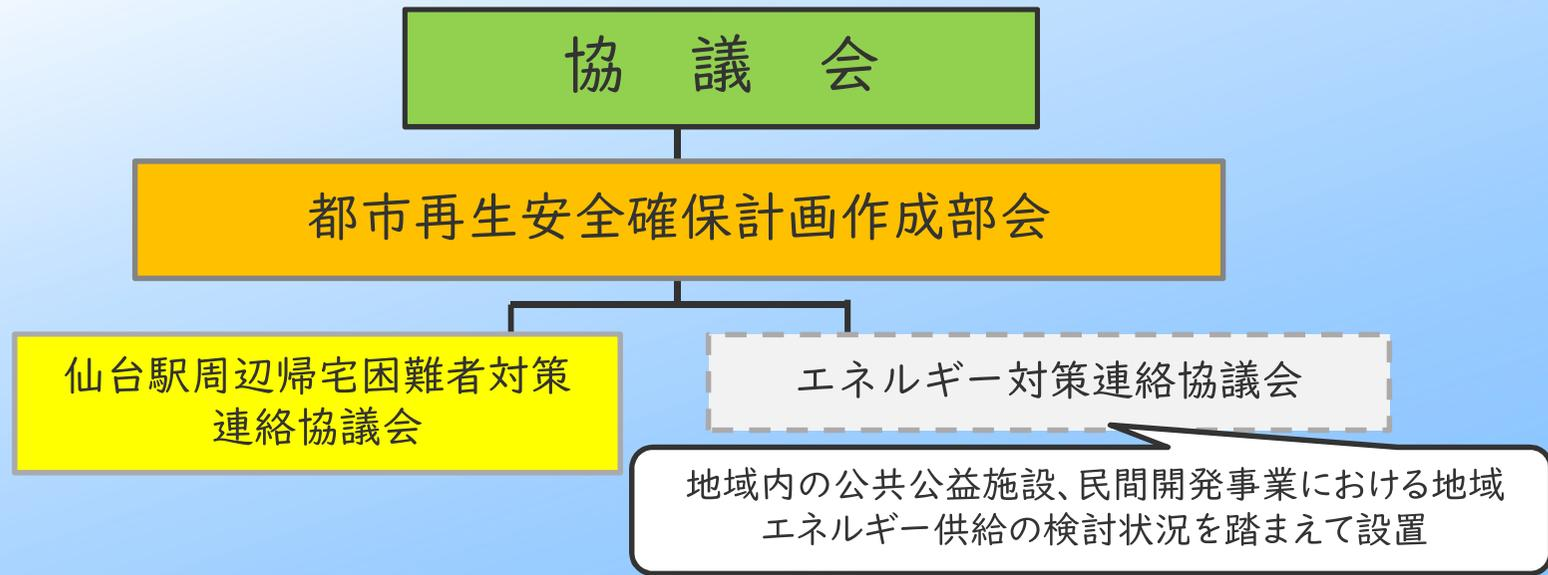 協　議　会
都市再生安全確保計画作成部会
仙台駅周辺帰宅困難者対策
連絡協議会
エネルギー対策連絡協議会
地域内の公共公益施設、民間開発事業における地域
エネルギー供給の検討状況を踏まえて設置